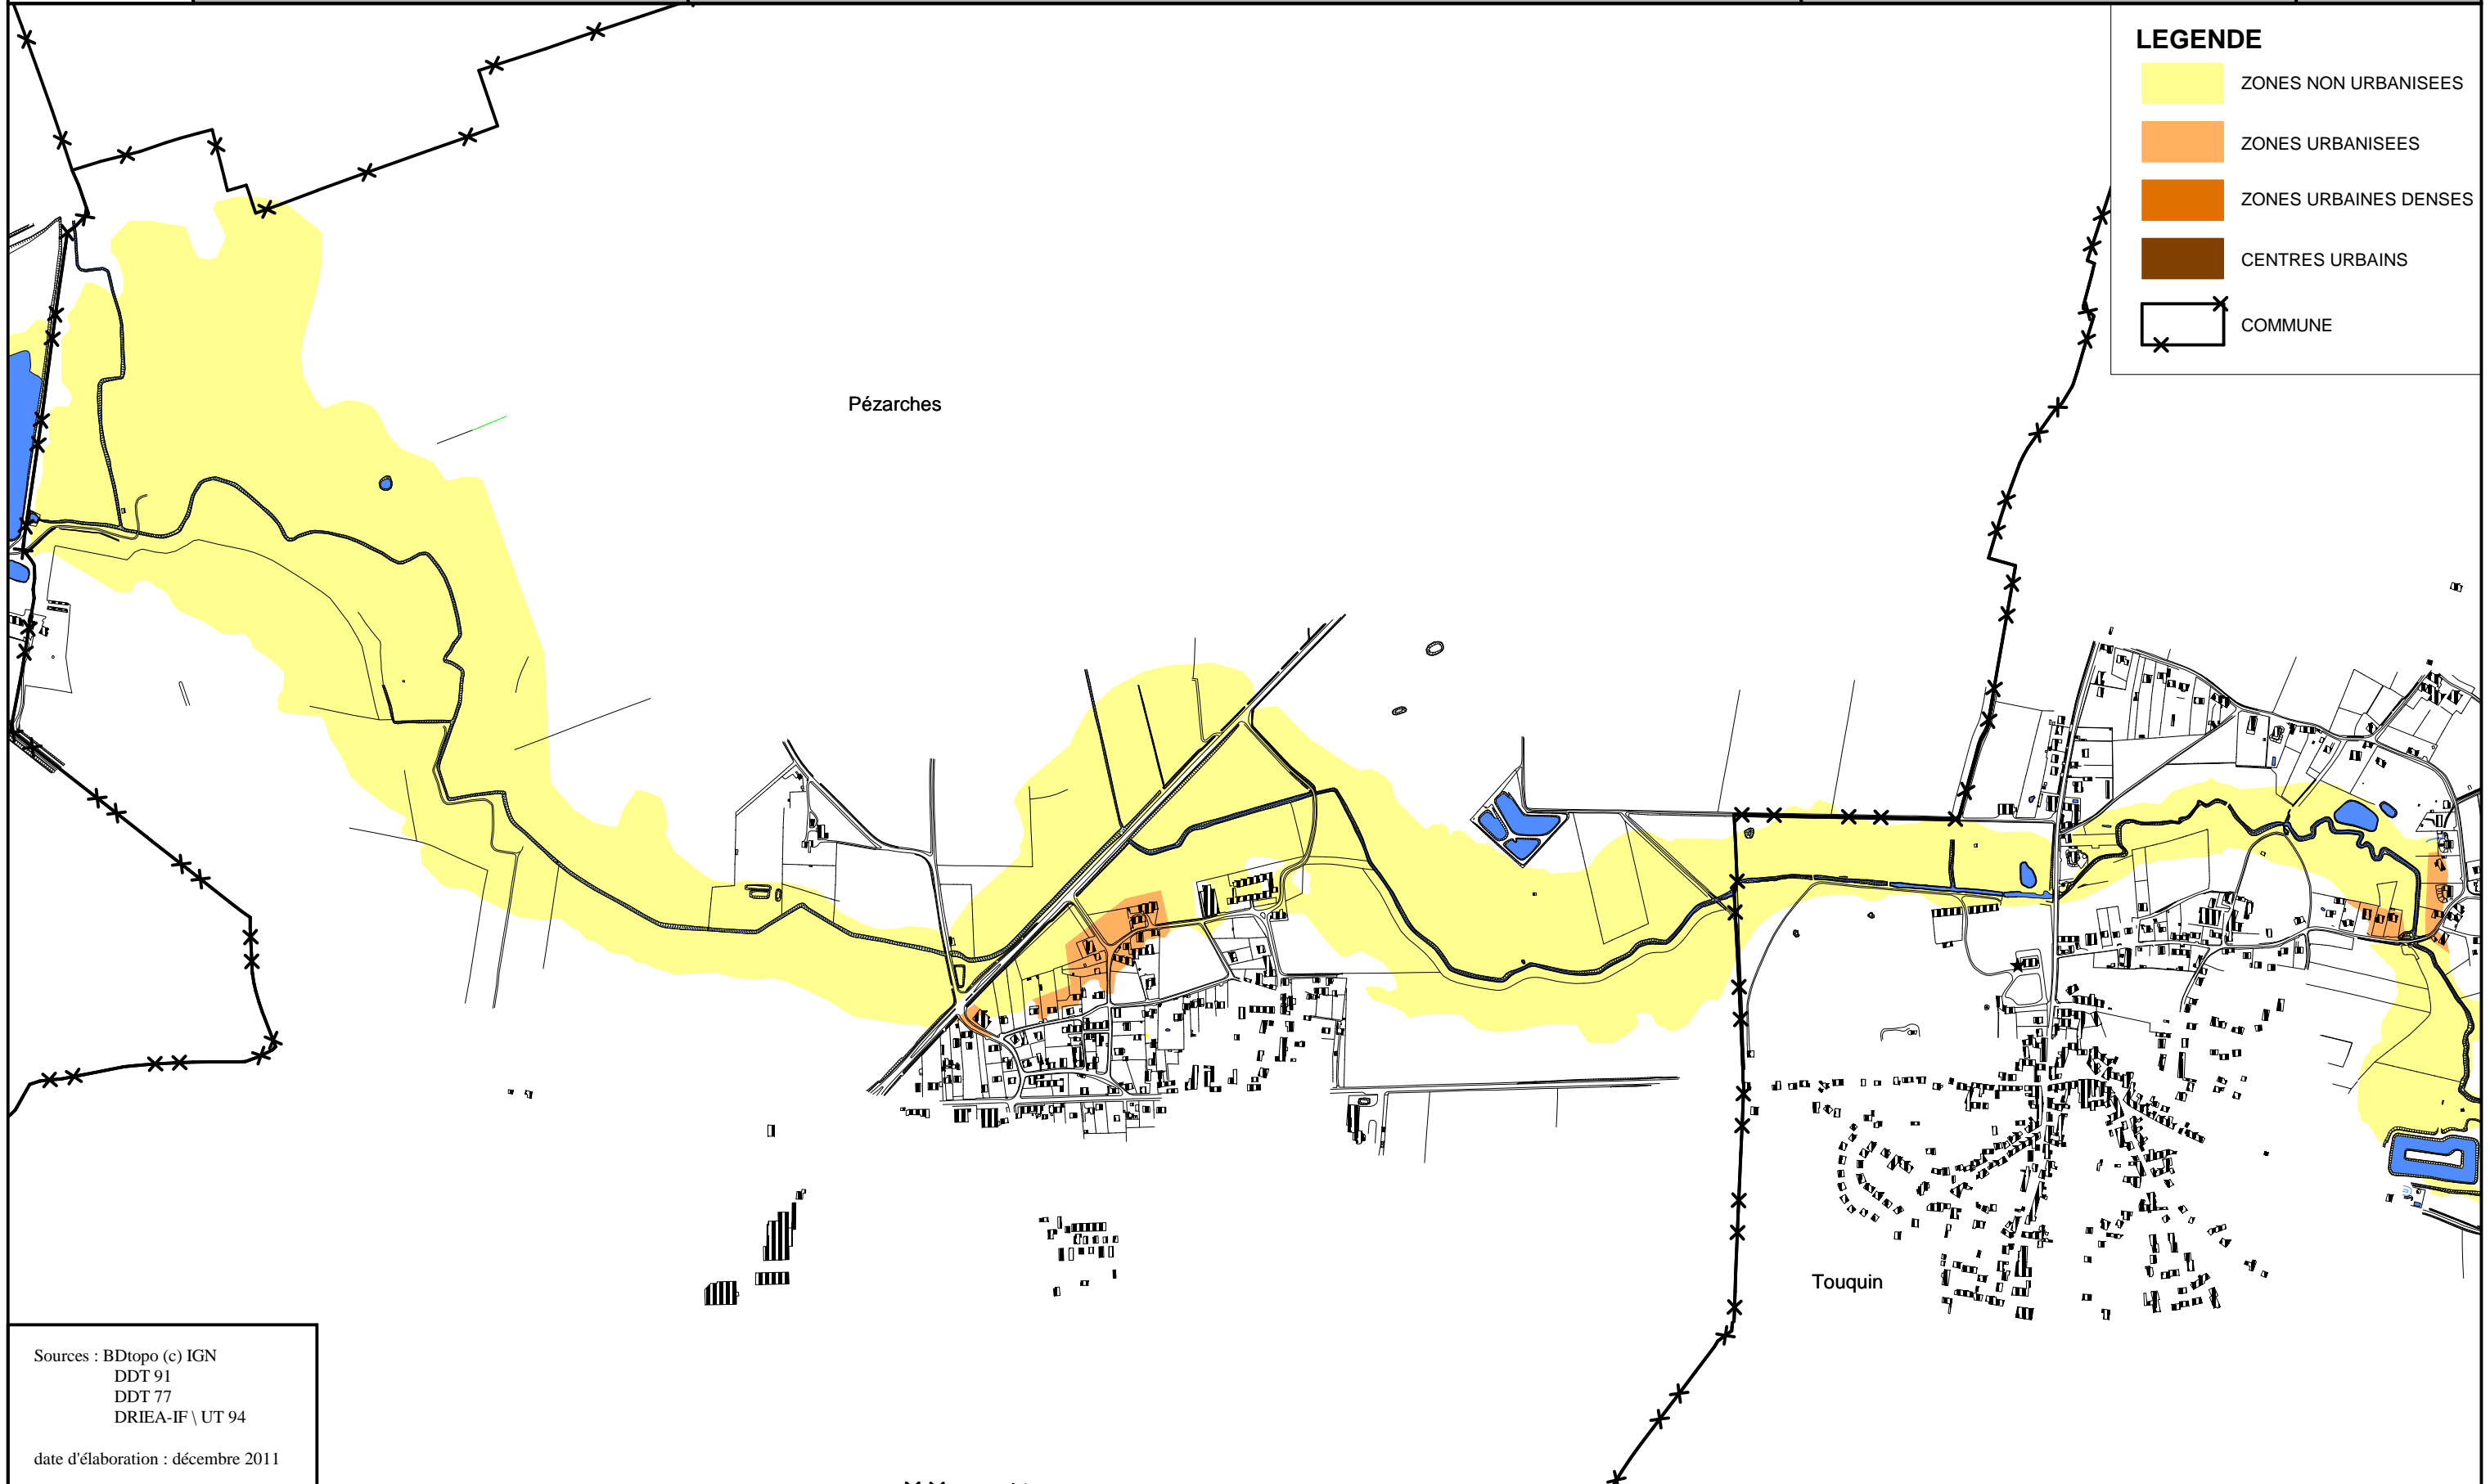 LEGENDE
ZONES NON URBANISEES
ZONES URBANISEES
ZONES URBAINES DENSES
CENTRES URBAINS
COMMUNE
Pézarches
Touquin
Sources : BDtopo (c) IGN
DDT 91
DDT 77
DRIEA-IF \ UT 94
date d'élaboration : décembre 2011